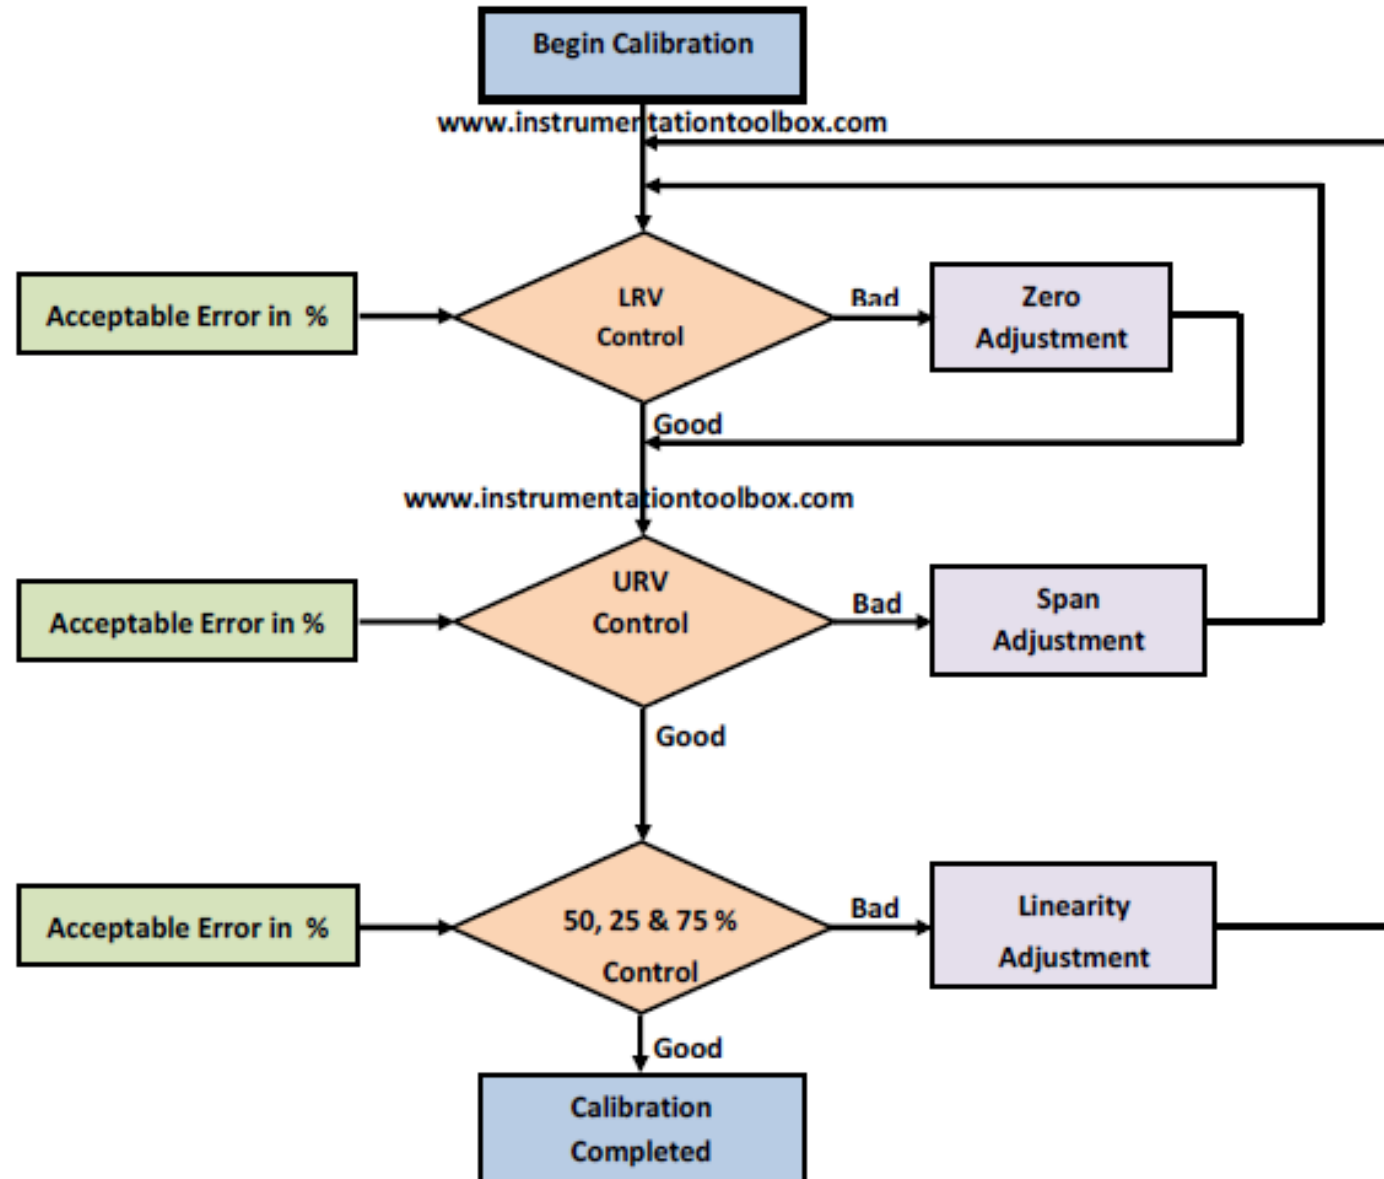 Begin Calibration
www.instrumentationtoolbox.com
Acceptable Error in  %
LRV
Control
Bad
Zero
Adjustment
Good
www.instrumentationtoolbox.com
Acceptable Error in %
URV
Control
Bad
Span
Adjustment
Good
Acceptable Error in  %
50, 25 & 75 %
Control
Bad
Linearity
Adjustment
Good
Calibration
Completed